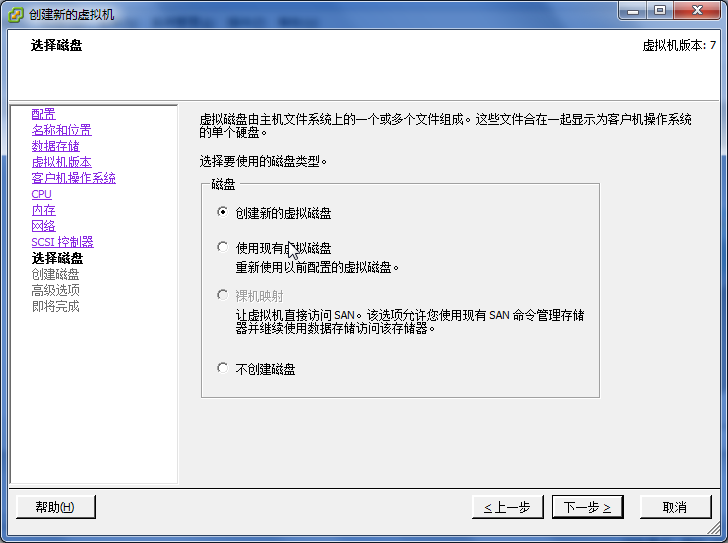 创建新的虚拟机
选择磁盘
虚拟机版本: 7
配置
名称和位置
数据存储
虚拟机版本
客户机操作系统
CPU
内存
网络
SCSI 控制器
选择磁盘
创建磁盘
高级选项
即将完成
虚拟磁盘由主机文件系统上的一个或多个文件组成。这些文件合在一起显示为客户机操作系统
的单个硬盘。
选择要使用的磁盘类型。
磁盘
创建新的虚拟磁盘
使用现有虚拟磁盘
重新使用以前配置的虚拟磁盘。
裸机映射
让虚拟机直接访问 SAN。该选项允许您使用现有 SAN 命令管理存储
器并继续使用数据存储访问该存储器。
不创建磁盘
帮助(H)
< 上一步
下一步 >
取消